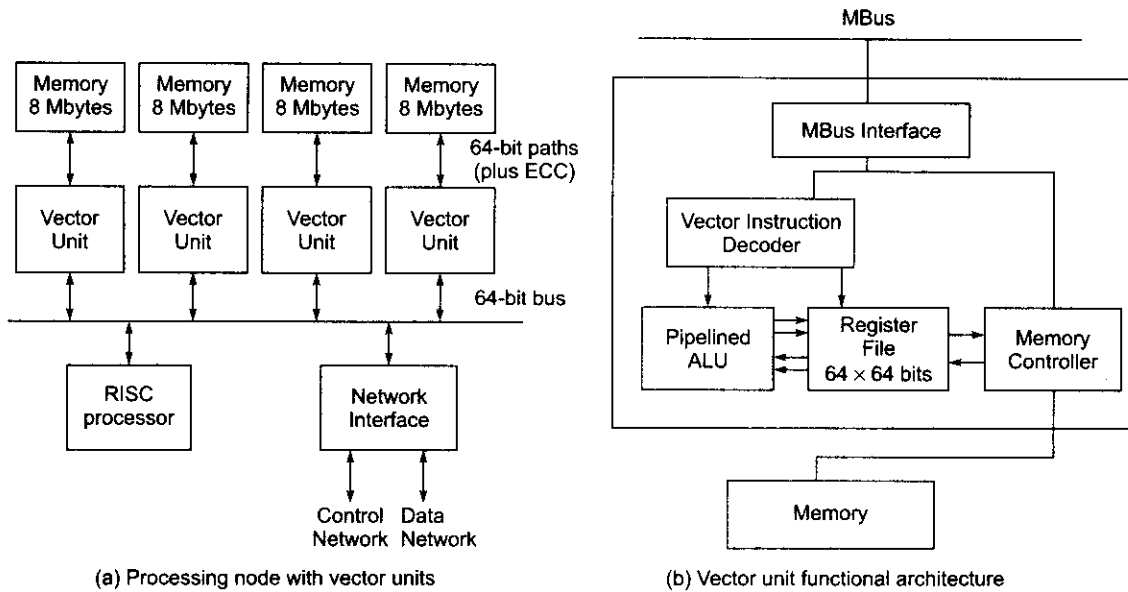 Memory
8 Mbytes
Memory
8 Mbytes
Memory
8 Mbytes
Memory
8 Mbytes
64-bit paths
(plus ECC)
Vector
Unit
Vector
Unit
Vector
Unit
Vector
Unit
64-bit bus
RISC
processor
Network
Interface
Control
Network
Data
Network
(a) Processing node with vector units
MBus
MBus Interface
Vector Instruction
Decoder
Pipelined
ALU
Register
File
64 × 64 bits
Memory
Controller
Memory
(b) Vector unit functional architecture